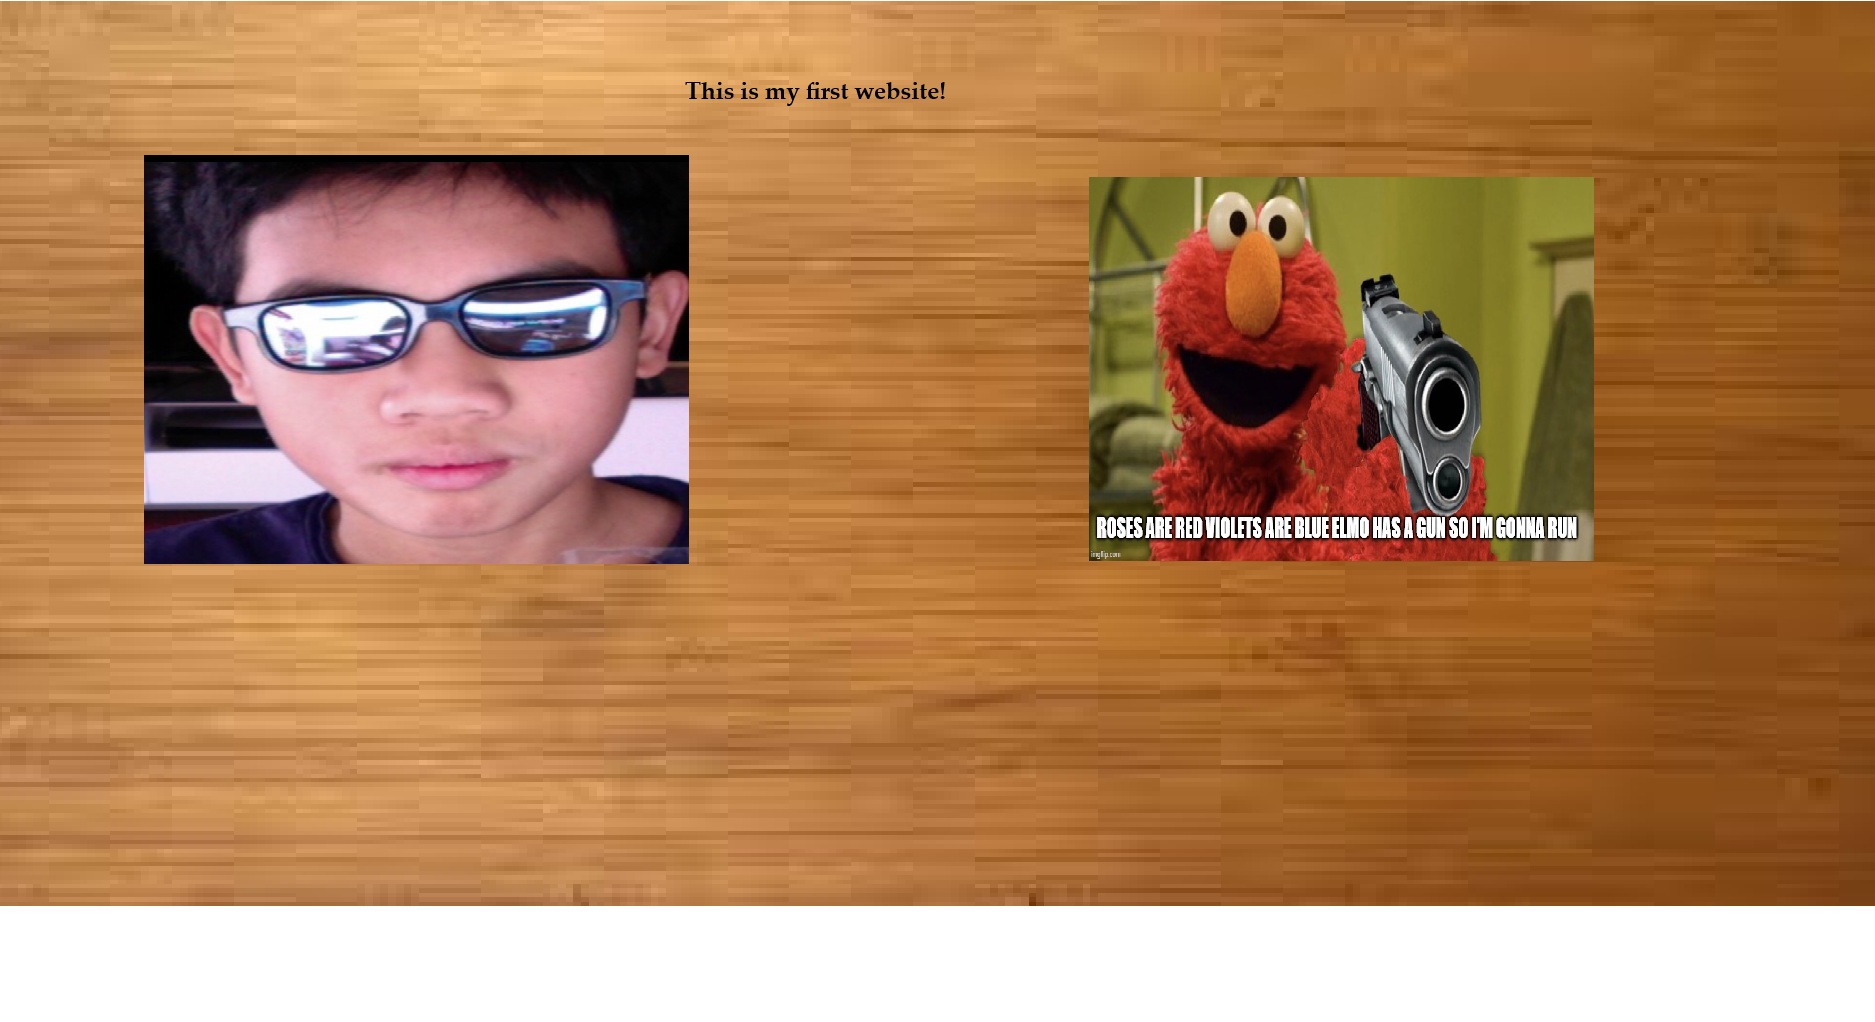 This is my first website!
ROSES ARE RED VIOLETS ARE BLUE ELMO HAS A GUN SO I'M GONNA RUN
imgflip.com